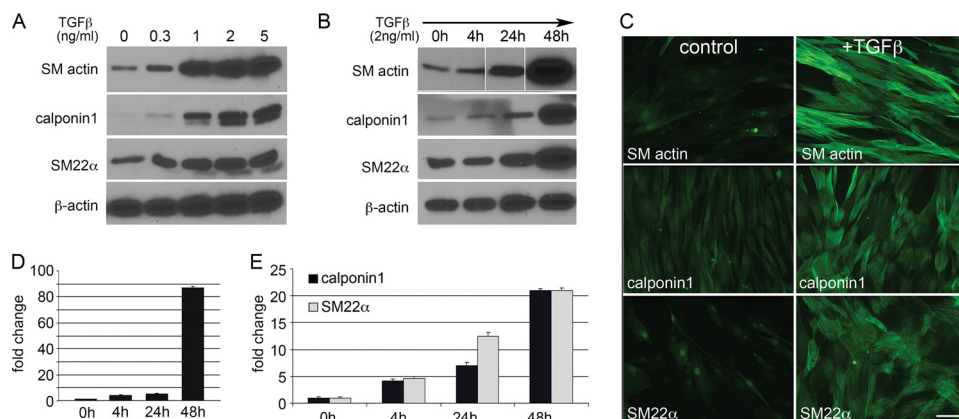 A
TGFβ
(ng/ml) 0 0.3 1 2 5
SM actin
calponin1
SM22α
β-actin
B
TGFβ
(2ng/ml)
0h 4h 24h 48h
SM actin
calponin1
SM22α
β-actin
C
control +TGFβ
SM actin SM actin
calponin1 calponin1
SM22α SM22α
D
fold change
100
80
60
40
20
0
0h 4h 24h 48h
E
calponin1
SM22α
fold change
25
20
15
10
5
0
0h 4h 24h 48h